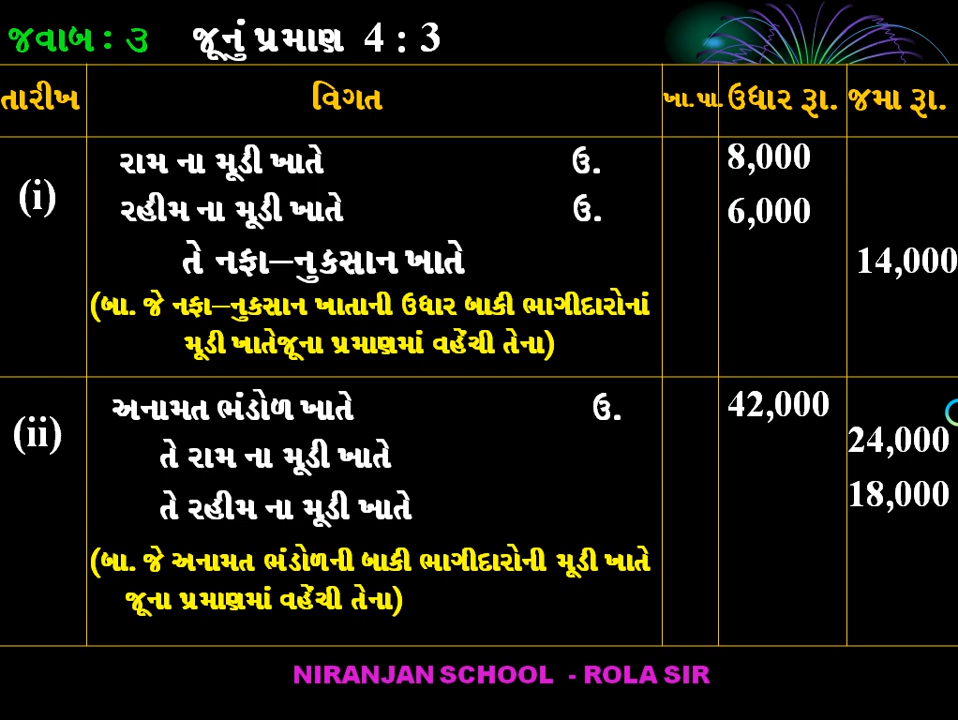 જવાબ : ૩ જૂનું પ્રમાણ 4 : 3
તારીખ વિગત ખા.પા. ઉધાર રૂા. જમા રૂા.
(i) રામ ના મૂડી ખાતે ઉ. 8,000
રહીમ ના મૂડી ખાતે ઉ. 6,000
તે નફા–નુકસાન ખાતે 14,000
(બા. જે નફા–નુકસાન ખાતાની ઉધાર બાકી ભાગીદારોનાં
મૂડી ખાતેજૂના પ્રમાણમાં વહેંચી તેના)
(ii) અનામત ભંડોળ ખાતે ઉ. 42,000
તે રામ ના મૂડી ખાતે 24,000
તે રહીમ ના મૂડી ખાતે 18,000
(બા. જે અનામત ભંડોળની બાકી ભાગીદારોની મૂડી ખાતે
જૂના પ્રમાણમાં વહેંચી તેના)
NIRANJAN SCHOOL - ROLA SIR